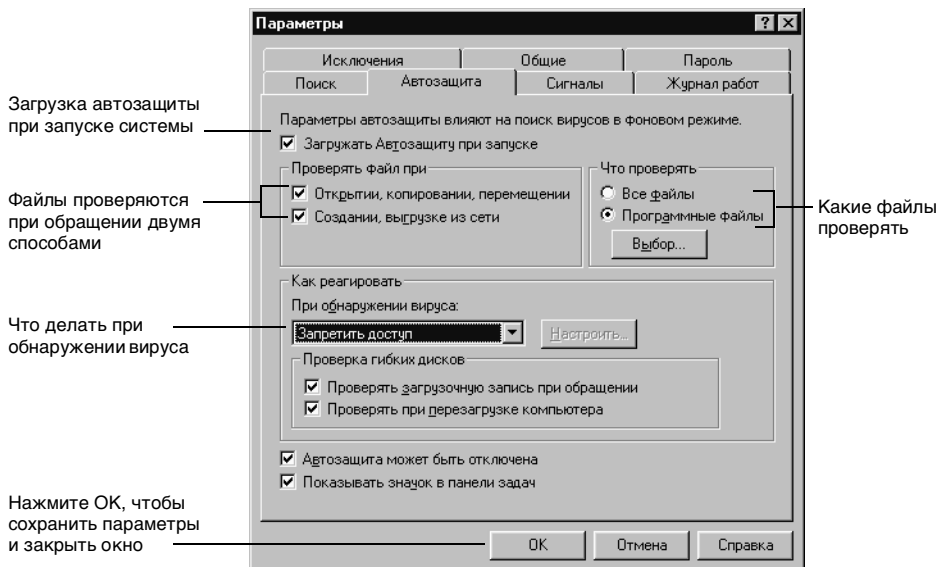 Параметры
Исключения
Общие
Пароль
Поиск
Автозащита
Сигналы
Журнал работ
Загрузка автозащиты
при запуске системы
Параметры автозащиты влияют на поиск вирусов в фоновом режиме.
Загружать Автозащиту при запуске
Файлы проверяются
при обращении двумя
способами
Проверять файл при
Открытии, копировании, перемещении
Создании, выгрузке из сети
Что проверять
Все файлы
Программные файлы
Выбор...
Какие файлы
проверять
Что делать при
обнаружении вируса
Как реагировать
При обнаружении вируса:
Запретить доступ
Настроить...
Проверка гибких дисков
Проверять загрузочную запись при обращении
Проверять при перезагрузке компьютера
Автозащита может быть отключена
Показывать значок в панели задач
Нажмите ОК, чтобы
сохранить параметры
и закрыть окно
ОК
Отмена
Справка